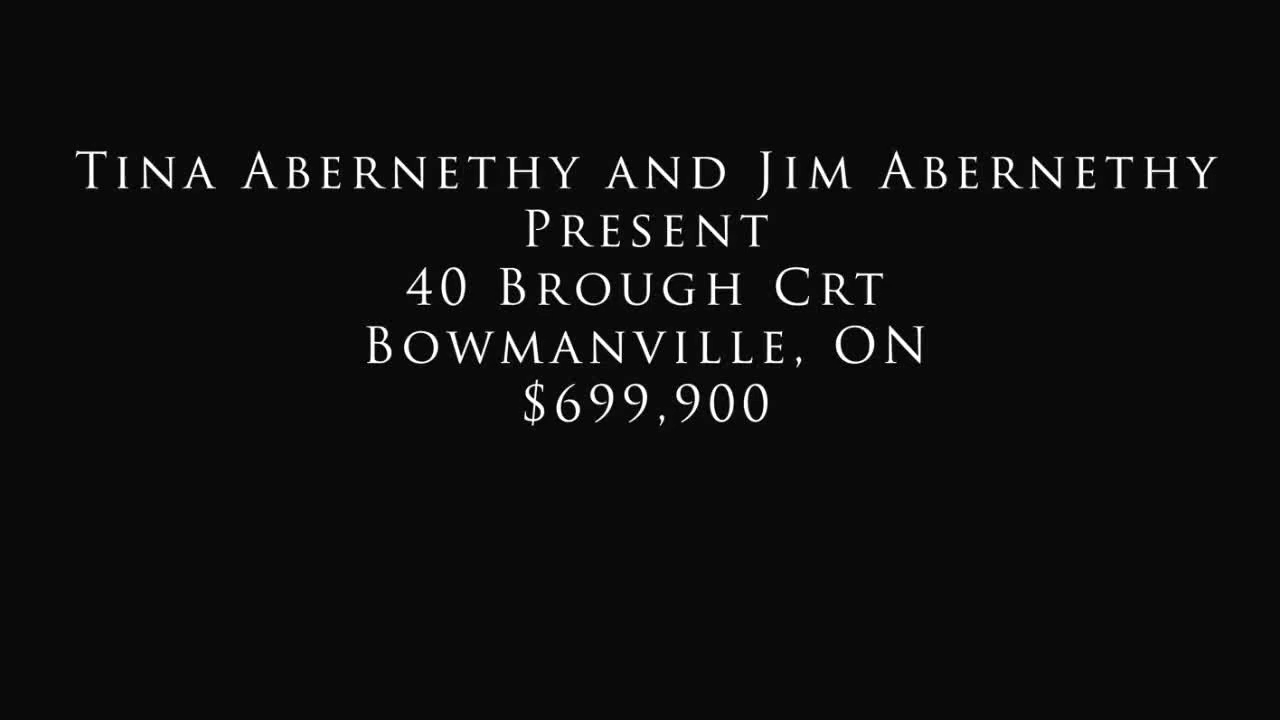 Tina Abernethy and Jim Abernethy
Present
40 Brough Crt
Bowmanville, ON
$699,900